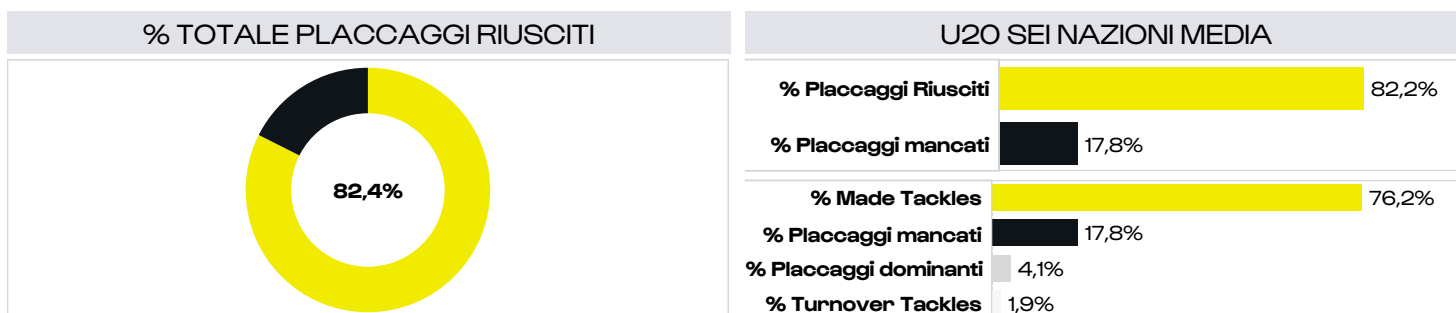 % TOTALE PLACCAGGI RIUSCITI
82,4%
U20 SEI NAZIONI MEDIA
% Placcaggi Riusciti 82,2%
% Placcaggi mancati 17,8%
% Made Tackles 76,2%
% Placcaggi mancati 17,8%
% Placcaggi dominanti 4,1%
% Turnover Tackles 1,9%